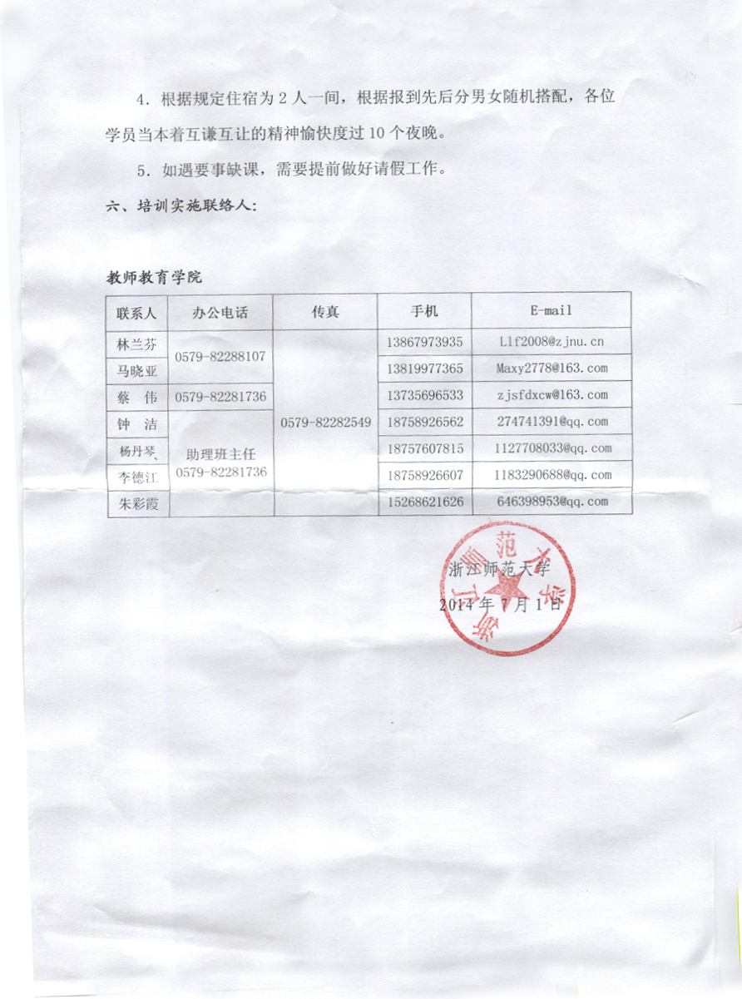 4．根据规定住宿为 2 人一间，根据报到先后分男女随机搭配，各位
学员当本着互谦互让的精神愉快度过 10 个夜晚。
5．如遇要事缺课，需要提前做好请假工作。
六、培训实施联络人：
教师教育学院
联系人 办公电话 传真 手机 E-mail
林兰芬 0579-82288107 13867973935 Llf2008@zjnu.cn
马晓亚 13819977365 Maxy2778@163.com
蔡　伟 0579-82281736 13735696533 zjsfdxcw@163.com
钟　洁 0579-82282549 18758926562 274741391@qq.com
杨丹琴、 助理班主任 18757607815 1127708033@qq.com
李德江 0579-82281736 18758926607 1183290688@qq.com
朱彩霞 15268621626 646398953@qq.com
浙江师范大学
浙江师范大学
2014 年 7 月 1 日